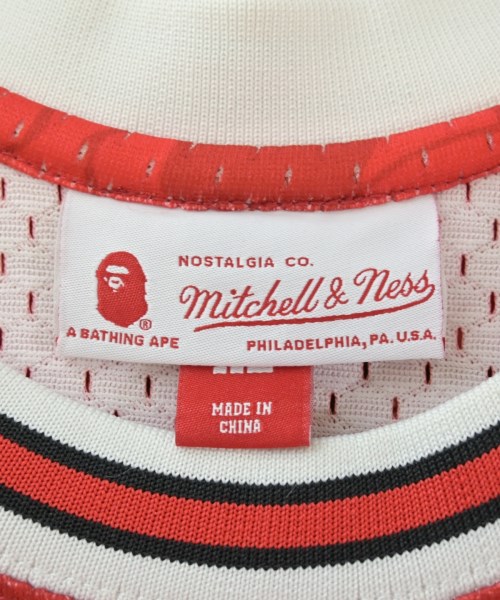 NOSTALGIA CO.
Mitchell & Ness
PHILADELPHIA, PA. U.S.A.
®
A BATHING APE
MADE IN
CHINA